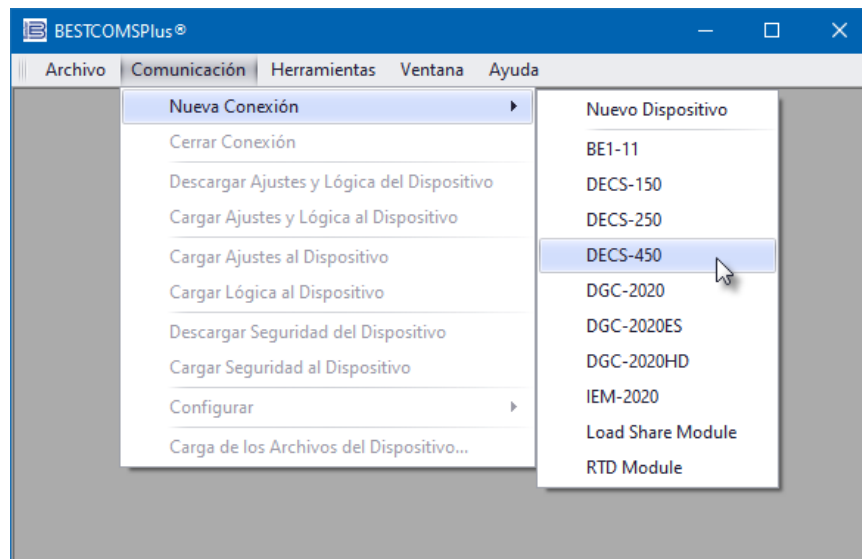 BESTCOMSPlus®
Archivo Comunicación Herramientas Ventana Ayuda
Nueva Conexión
Cerrar Conexión
Descargar Ajustes y Lógica del Dispositivo
Cargar Ajustes y Lógica al Dispositivo
Cargar Ajustes al Dispositivo
Cargar Lógica al Dispositivo
Descargar Seguridad del Dispositivo
Cargar Seguridad al Dispositivo
Configurar
Carga de los Archivos del Dispositivo...
Nuevo Dispositivo
BE1-11
DECS-150
DECS-250
DECS-450
DGC-2020
DGC-2020ES
DGC-2020HD
IEM-2020
Load Share Module
RTD Module